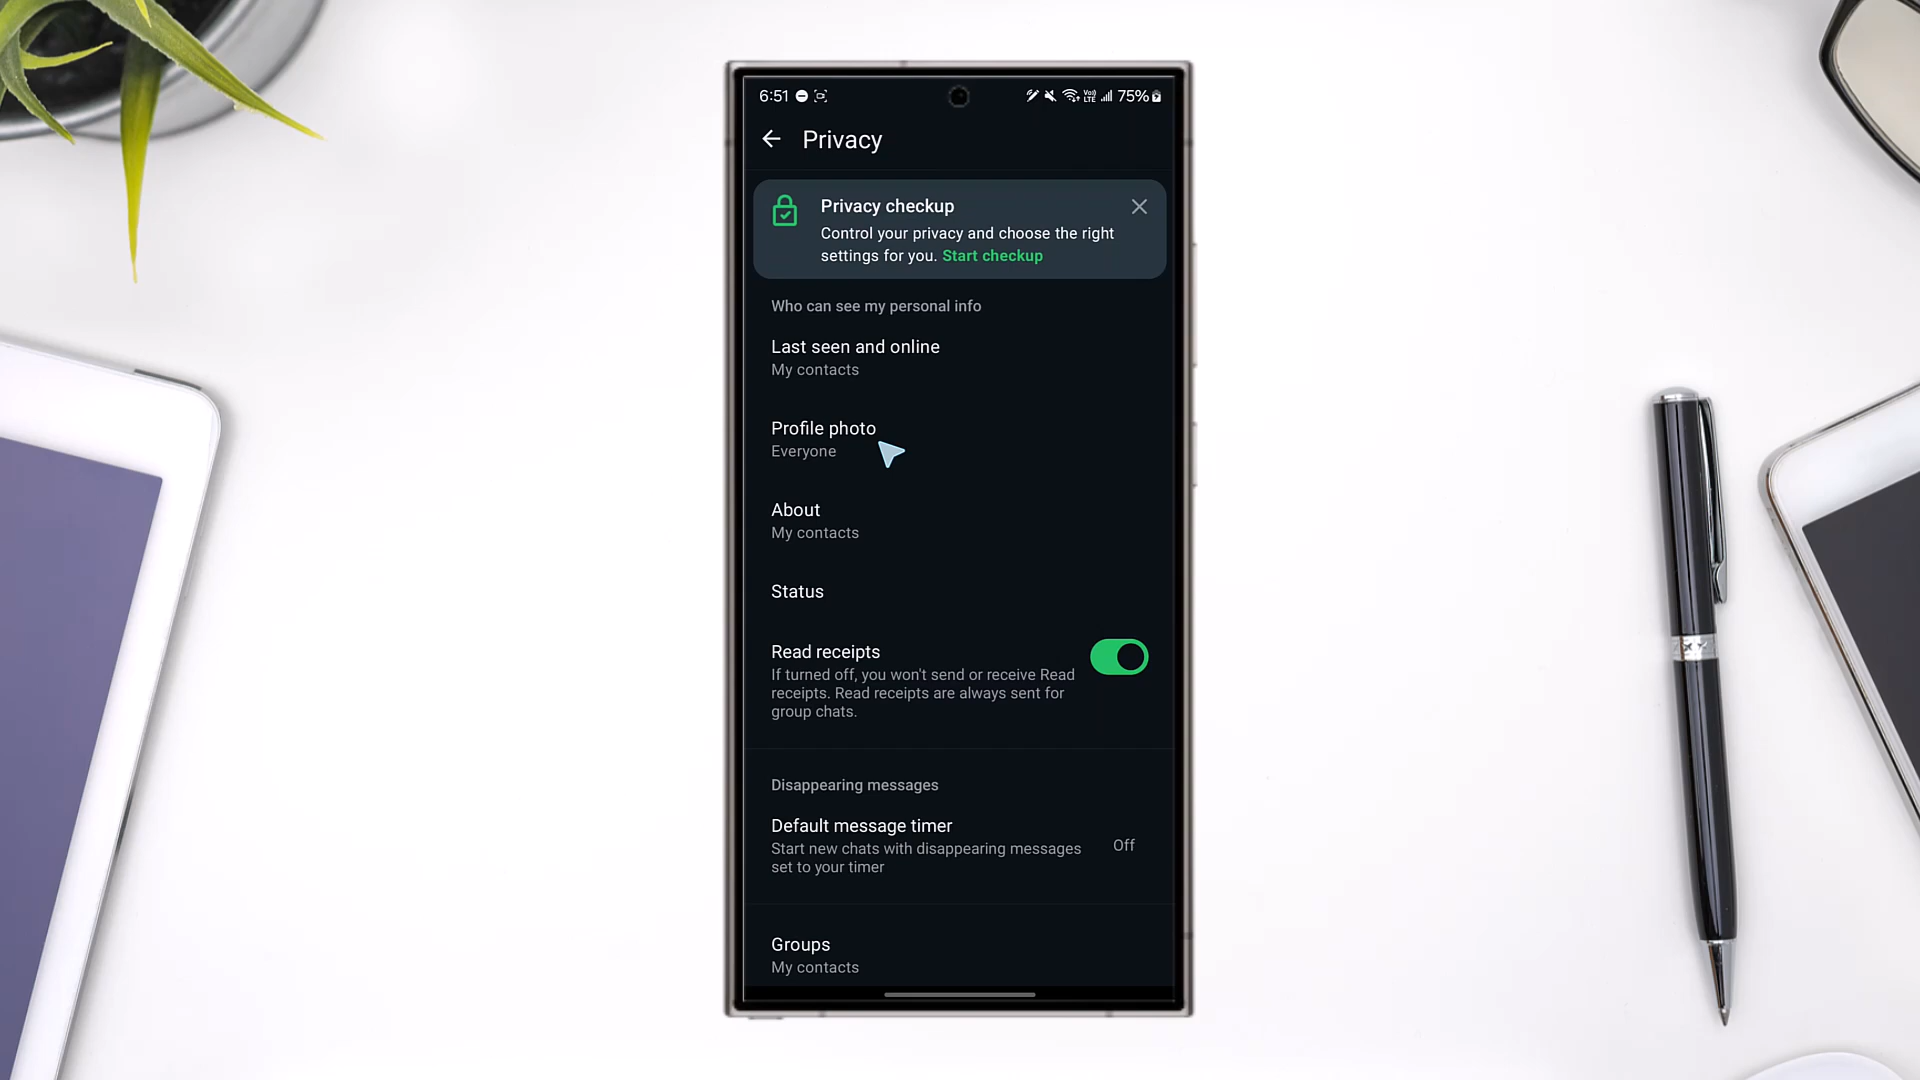 6:51 75%
Privacy
Privacy checkup
Control your privacy and choose the right
settings for you. Start checkup
Who can see my personal info
Last seen and online
My contacts
Profile photo
Everyone
About
My contacts
Status
Read receipts
If turned off, you won't send or receive Read
receipts. Read receipts are always sent for
group chats.
Disappearing messages
Default message timer
Start new chats with disappearing messages
set to your timer
Off
Groups
My contacts